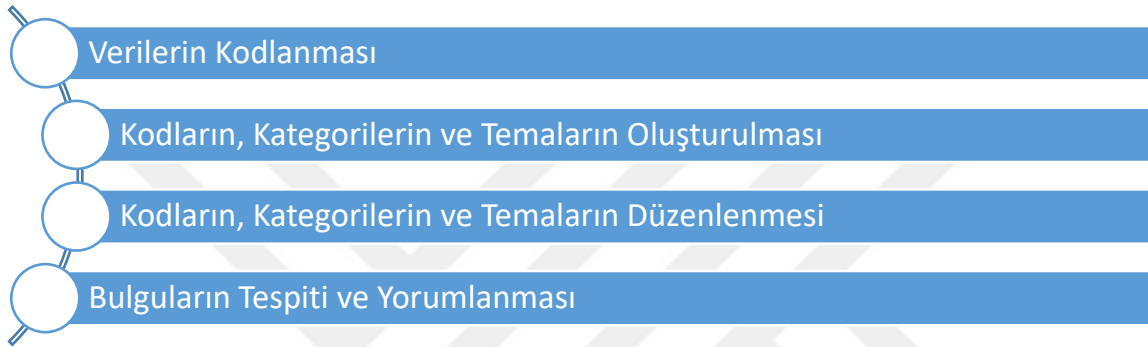 Verilerin Kodlanması
Kodların, Kategorilerin ve Temaların Oluşturulması
Kodların, Kategorilerin ve Temaların Düzenlenmesi
Bulguların Tespiti ve Yorumlanması